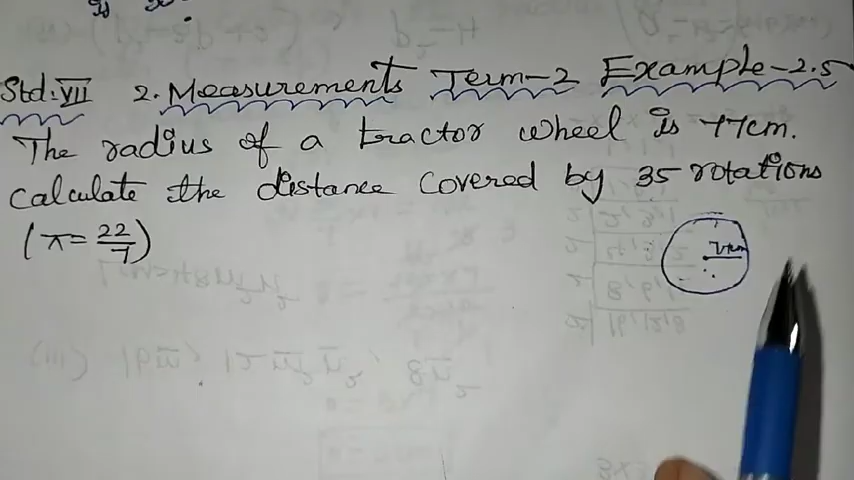 Std:VII 2. Measurements Term-2 Example-2.5
The radius of a tractor wheel is 77cm.
calculate the distance covered by 35 rotations
(π=22/7)
77cm